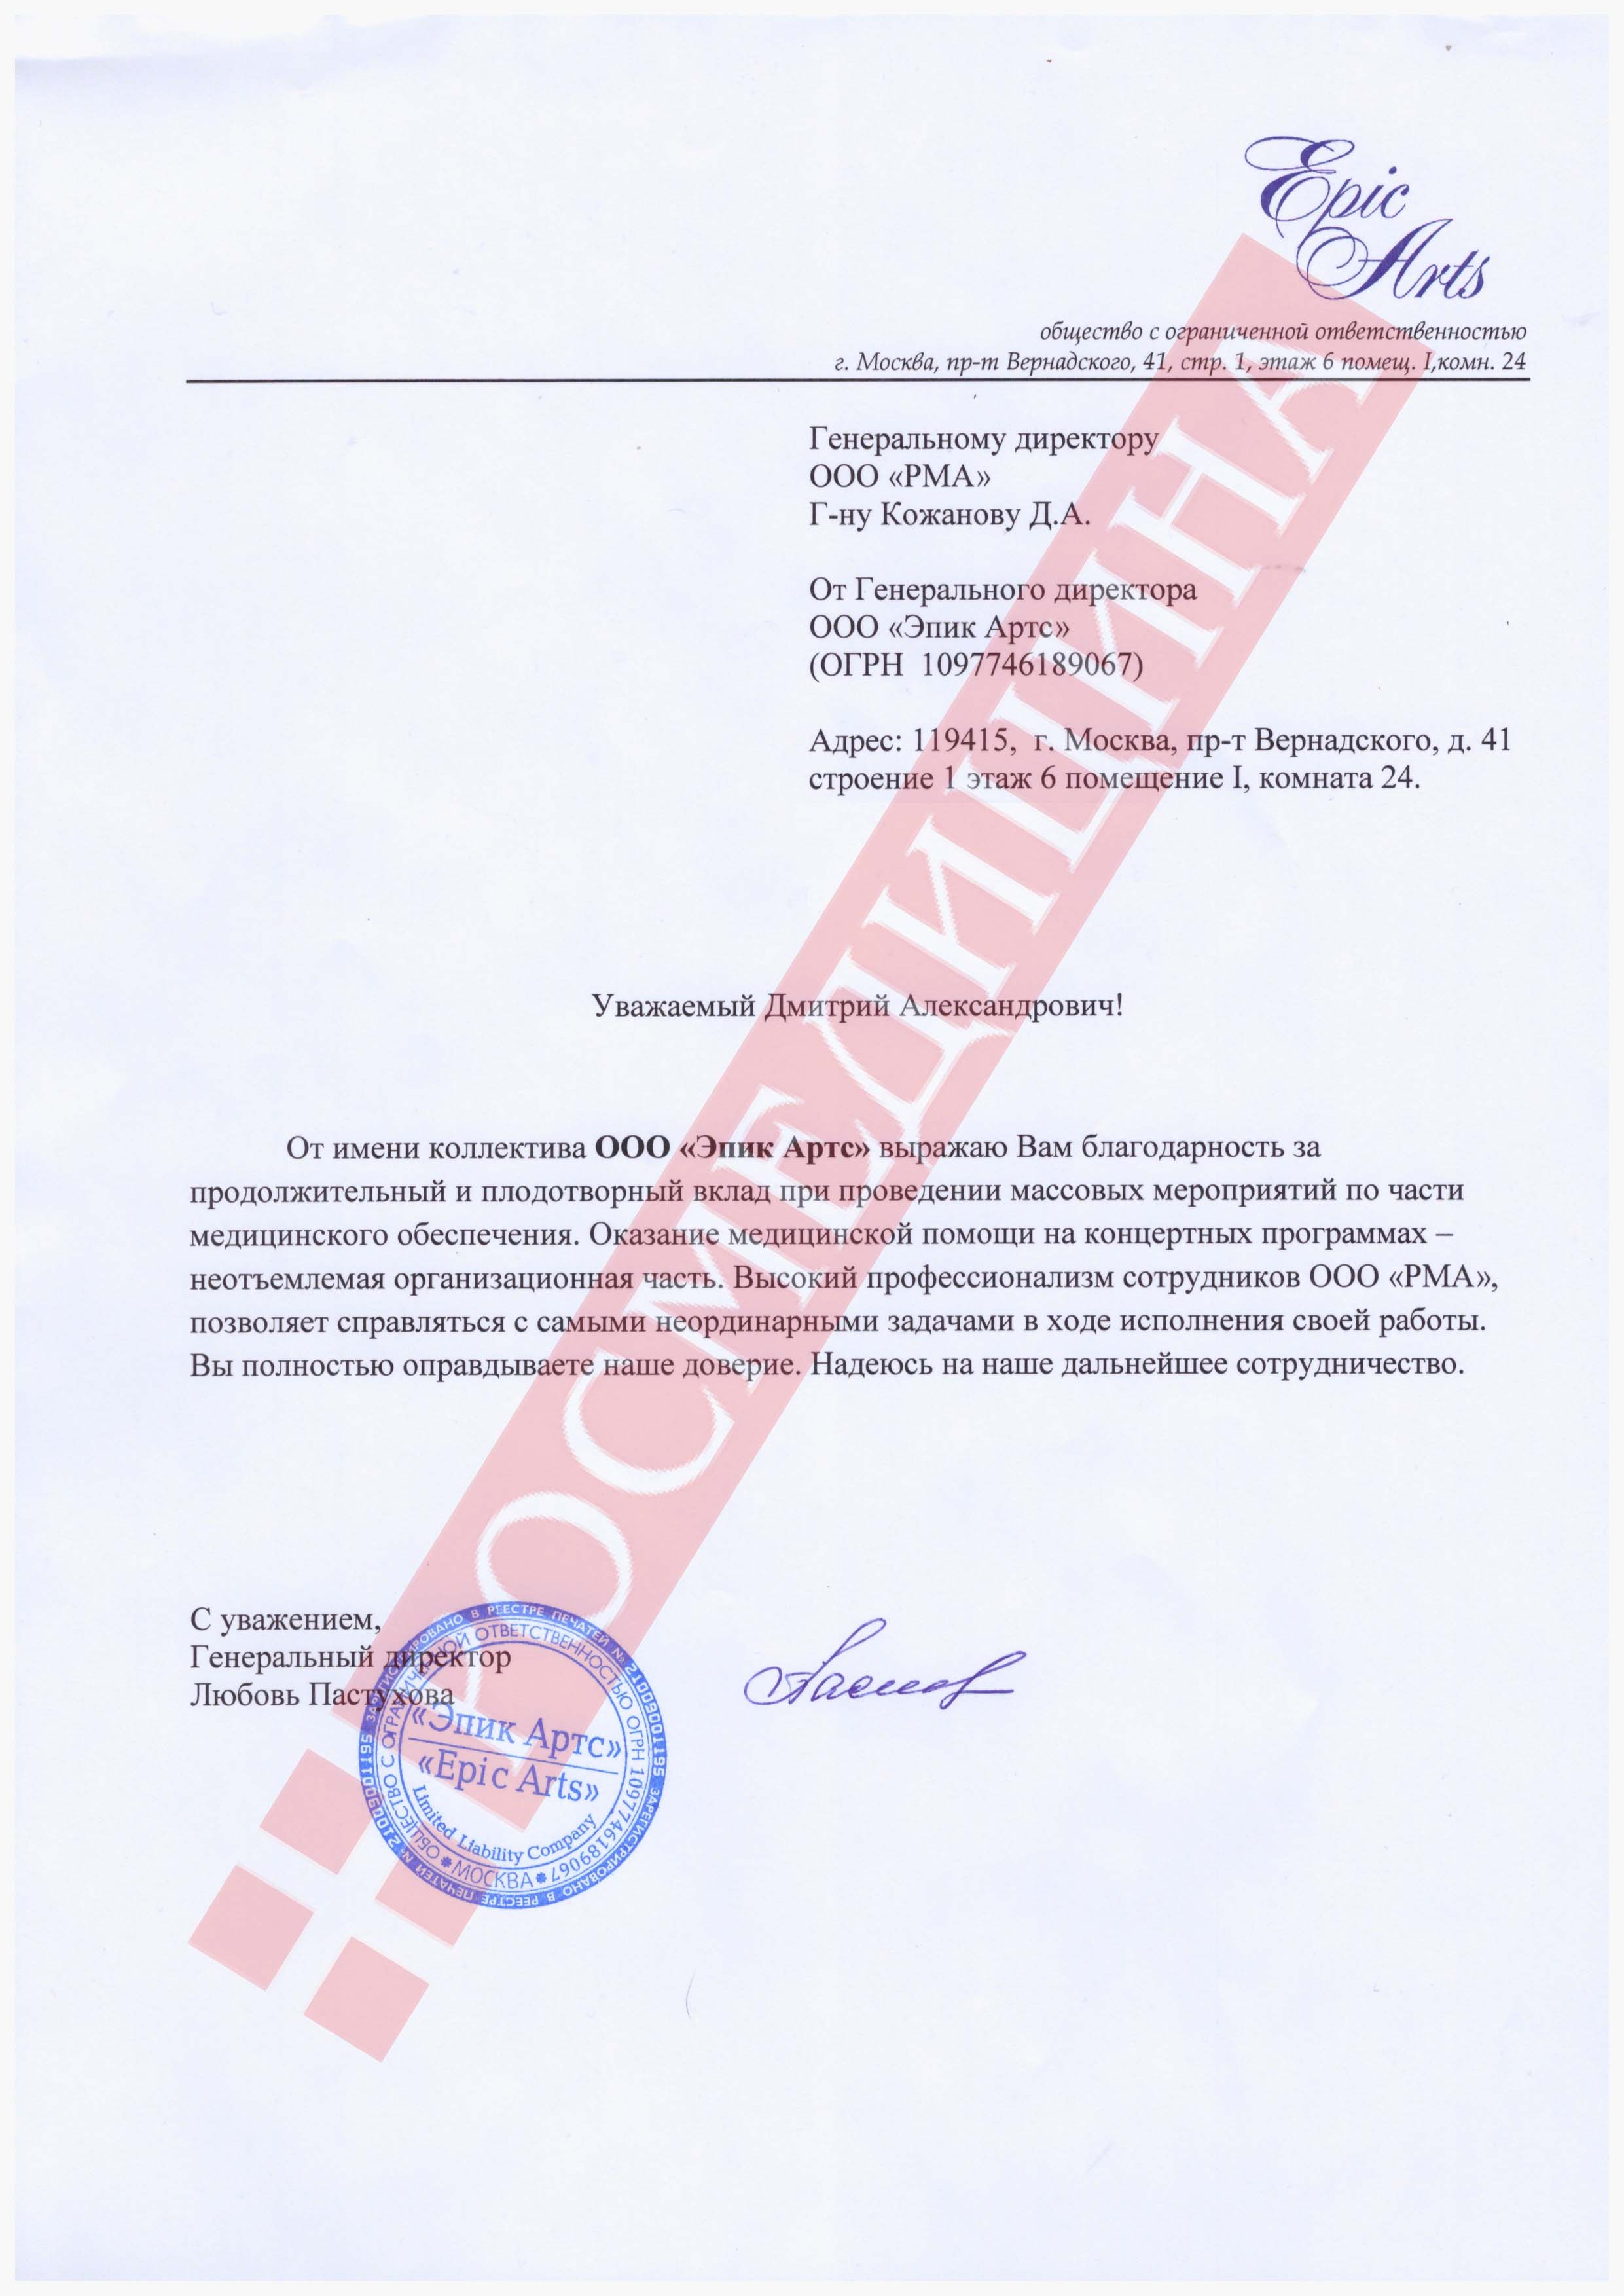 Epic
Arts
общество с ограниченной ответственностью
г. Москва, пр-т Вернадского, 41, стр. 1, этаж 6 помещ. I,комн. 24
Генеральному директору
ООО «РМА»
Г-ну Кожанову Д.А.
От Генерального директора
ООО «Эпик Артс»
(ОГРН  1097746189067)
Адрес: 119415,  г. Москва, пр-т Вернадского, д. 41
строение 1 этаж 6 помещение I, комната 24.
Уважаемый Дмитрий Александрович!
От имени коллектива ООО «Эпик Артс» выражаю Вам благодарность за
продолжительный и плодотворный вклад при проведении массовых мероприятий по части
медицинского обеспечения. Оказание медицинской помощи на концертных программах –
неотъемлемая организационная часть. Высокий профессионализм сотрудников ООО «РМА»,
позволяет справляться с самыми неординарными задачами в ходе исполнения своей работы.
Вы полностью оправдываете наше доверие. Надеюсь на наше дальнейшее сотрудничество.
С уважением,
Генеральный директор
Любовь Пастухова
РОСМЕДИЦИНА
ЗАРЕГИСТРИРОВАНО В РЕЕСТРЕ ПЕЧАТЕЙ № 21009001195 ЗАРЕГИСТРИРОВАНО В РЕЕСТРЕ ПЕЧАТЕЙ № 21009001195
ОБЩЕСТВО С ОГРАНИЧЕННОЙ ОТВЕТСТВЕННОСТЬЮ ОГРН 1097746189067
МОСКВА
«Эпик Артс»
«Epic Arts»
Limited Liability Company